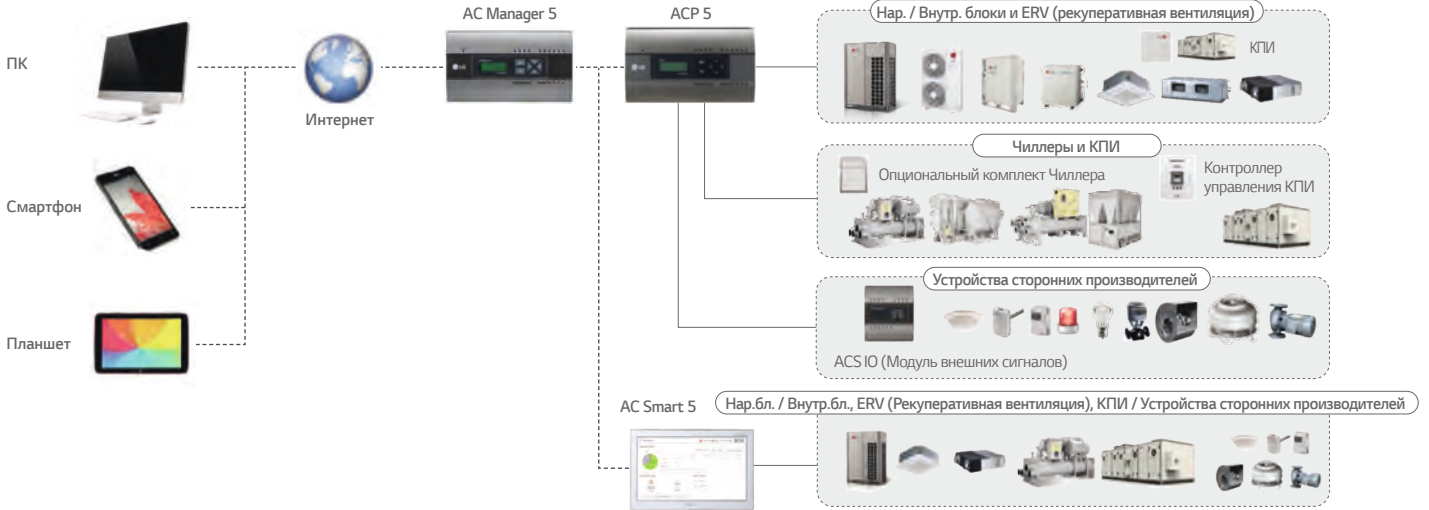 AC Manager 5
ACP 5
Нар. / Внутр. блоки и ERV (рекуперативная вентиляция)
КПИ
ПК
Интернет
Чиллеры и КПИ
Опциональный комплект Чиллера
Контроллер
управления КПИ
Смартфон
Устройства сторонних производителей
Планшет
ACS IO (Модуль внешних сигналов)
AC Smart 5
Нар.бл. / Внутр.бл., ERV (Рекуперативная вентиляция), КПИ / Устройства сторонних производителей
LG
LG